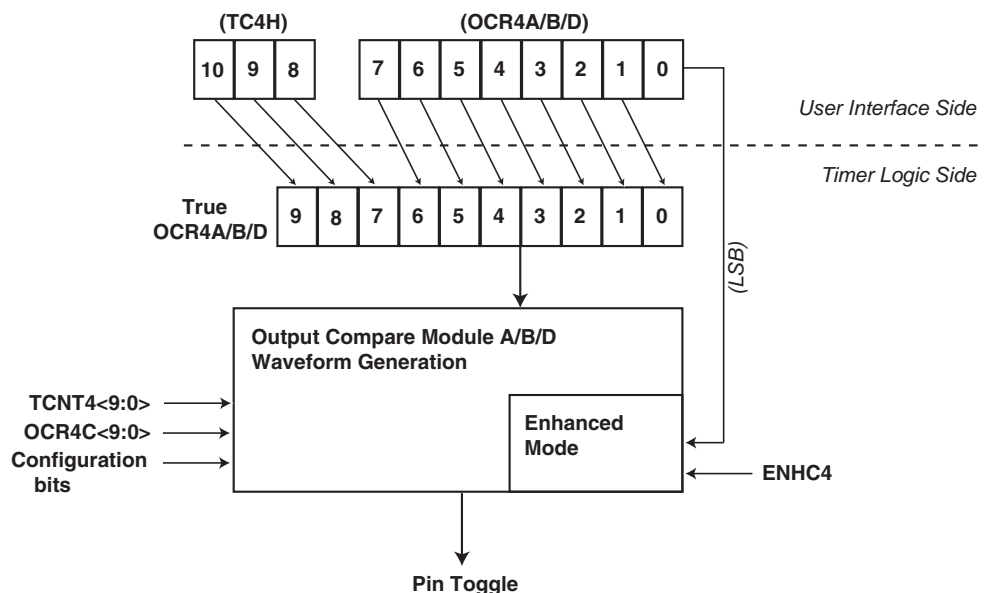 (TC4H) (OCR4A/B/D)
10 9 8 7 6 5 4 3 2 1 0
User Interface Side
Timer Logic Side
True
OCR4A/B/D
9 8 7 6 5 4 3 2 1 0
(LSB)
Output Compare Module A/B/D
Waveform Generation
TCNT4<9:0>
OCR4C<9:0>
Configuration
bits
Enhanced
Mode
ENHC4
Pin Toggle